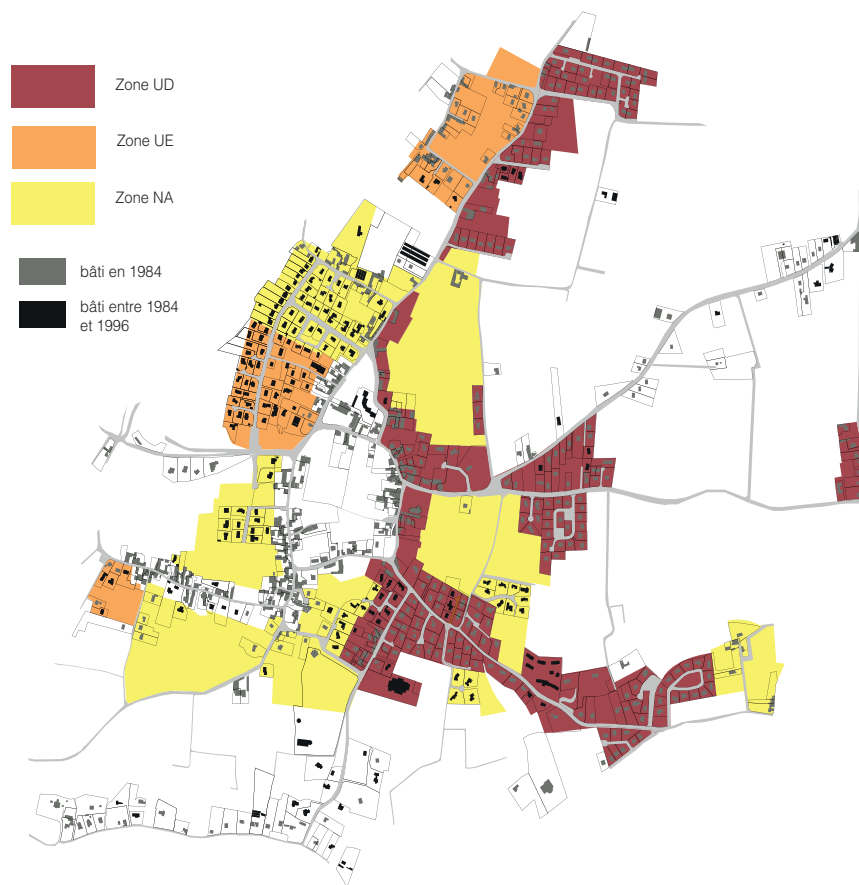 Zone UD
Zone UE
Zone NA
bâti en 1984
bâti entre 1984
et 1996